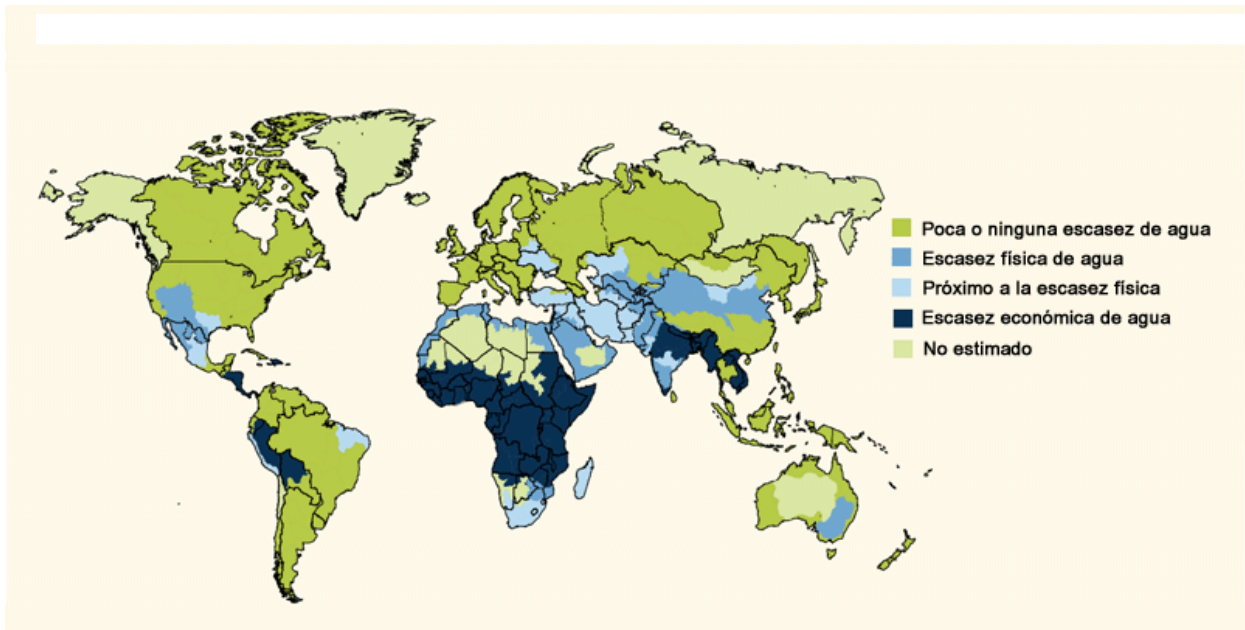 Poca o ninguna escasez de agua
Escasez física de agua
Próximo a la escasez física
Escasez económica de agua
No estimado